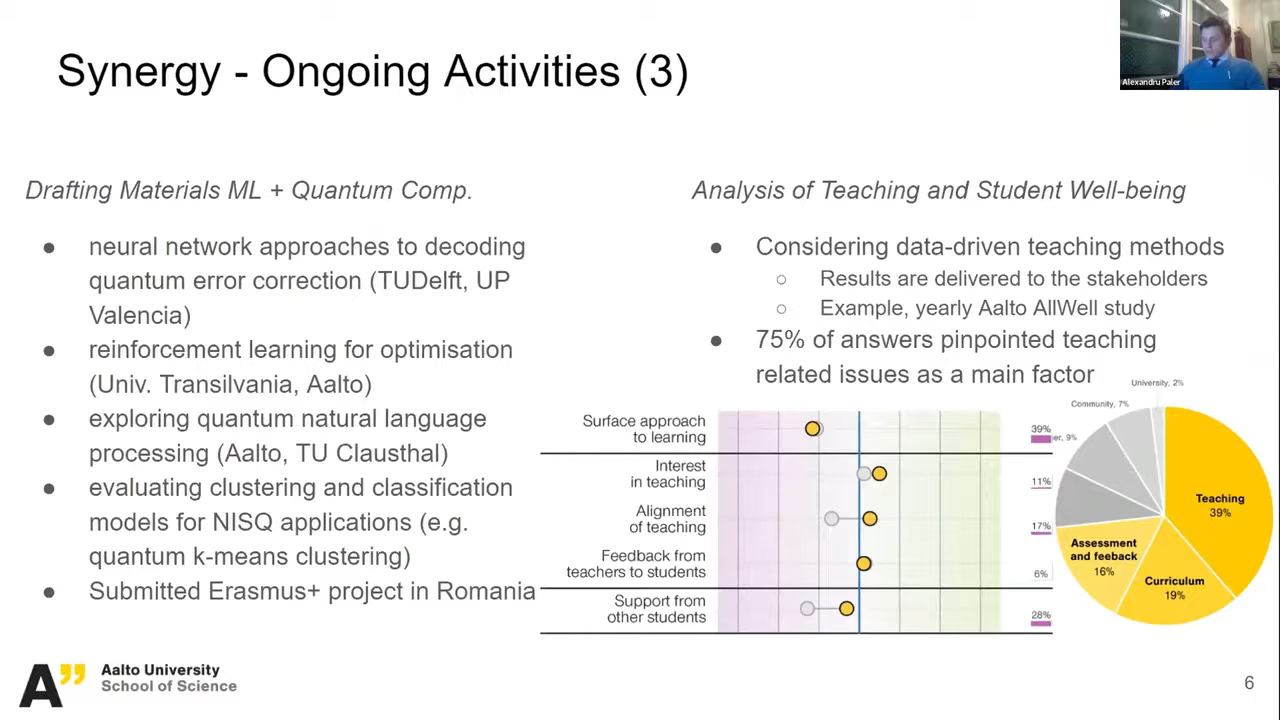 Synergy - Ongoing Activities (3)
Alexandru Paler
Drafting Materials ML + Quantum Comp.
● neural network approaches to decoding
quantum error correction (TUDelft, UP
Valencia)
● reinforcement learning for optimisation
(Univ. Transilvania, Aalto)
● exploring quantum natural language
processing (Aalto, TU Clausthal)
● evaluating clustering and classification
models for NISQ applications (e.g.
quantum k-means clustering)
● Submitted Erasmus+ project in Romania
Analysis of Teaching and Student Well-being
● Considering data-driven teaching methods
○ Results are delivered to the stakeholders
○ Example, yearly Aalto AllWell study
● 75% of answers pinpointed teaching
related issues as a main factor
Surface approach
to learning
39%
Interest
in teaching
11%
Alignment
of teaching
17%
Feedback from
teachers to students
6%
Support from
other students
28%
University, 2%
Community, 7%
er, 9%
Teaching
39%
Assessment
and feeback
16%
Curriculum
19%
A”
Aalto University
School of Science
6